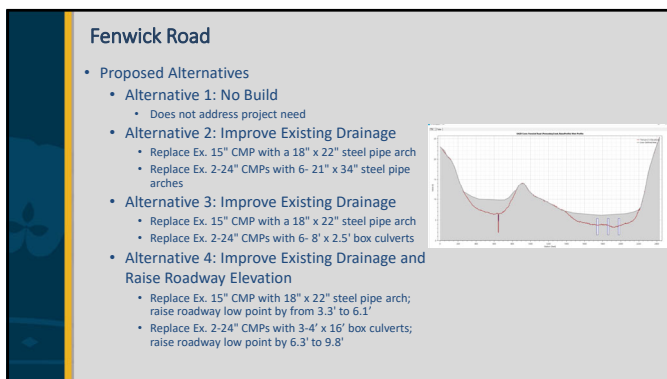 Fenwick Road
• Proposed Alternatives
• Alternative 1: No Build
• Does not address project need
• Alternative 2: Improve Existing Drainage
• Replace Ex. 15" CMP with a 18" x 22" steel pipe arch
• Replace Ex. 2-24" CMPs with 6- 21" x 34" steel pipe
arches
• Alternative 3: Improve Existing Drainage
• Replace Ex. 15" CMP with a 18" x 22" steel pipe arch
• Replace Ex. 2-24" CMPs with 6- 8' x 2.5' box culverts
• Alternative 4: Improve Existing Drainage and
Raise Roadway Elevation
• Replace Ex. 15" CMP with 18" x 22" steel pipe arch;
raise roadway low point by from 3.3' to 6.1'
• Replace Ex. 2-24" CMPs with 3-4' x 16' box culverts;
raise roadway low point by 6.3' to 9.8'